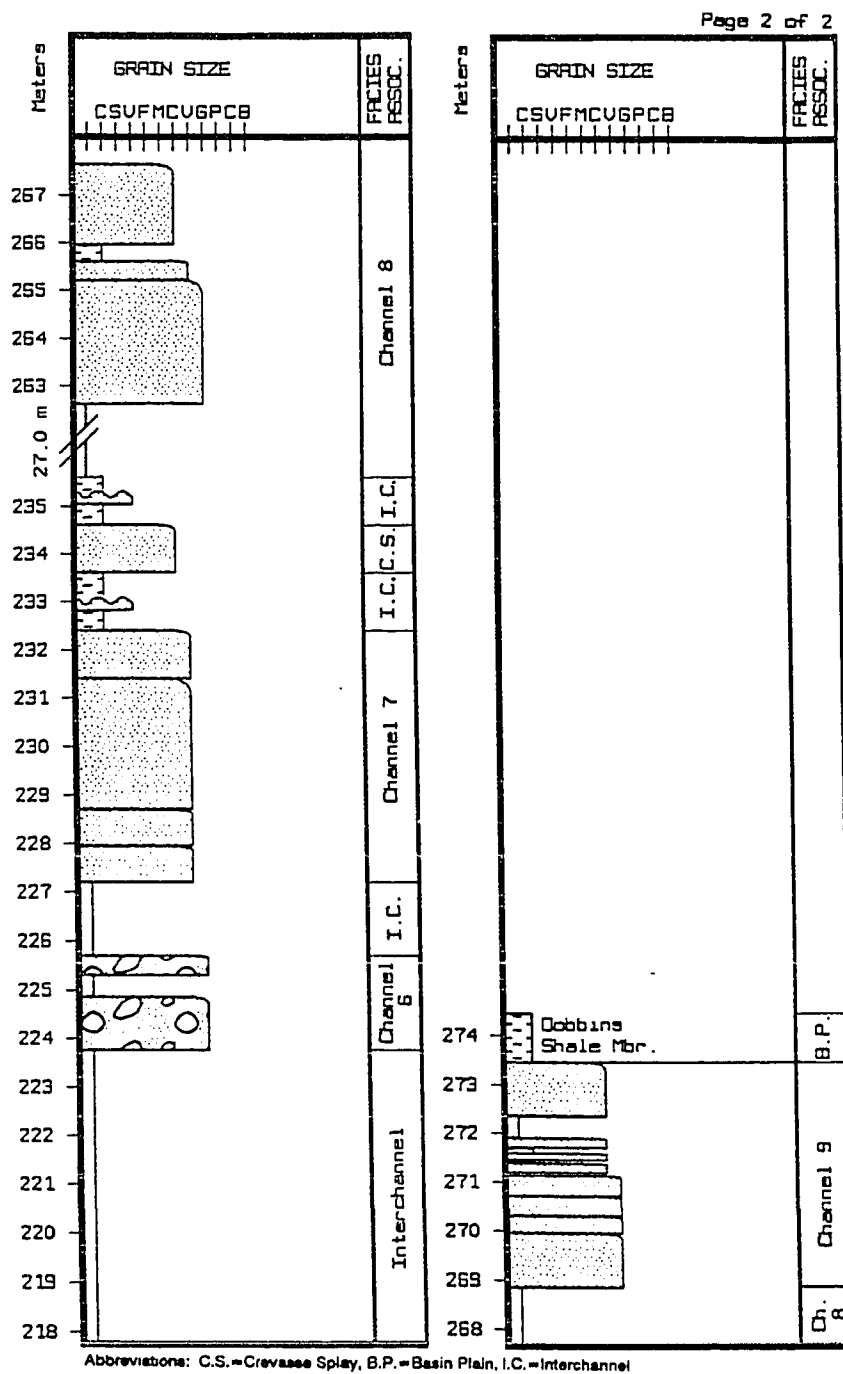 Page 2 of 2
Meters
GRAIN SIZE
CSVFMCVGPCB
FACIES ASSOC.
267
266
265
264
263
27.0 m
235
234
233
232
231
230
229
228
227
226
225
224
223
222
221
220
219
218
Channel 8
I.C.
C.S.
I.C.
Channel 7
I.C.
Channel 6
Interchannel
Meters
GRAIN SIZE
CSVFMCVGPCB
FACIES ASSOC.
274
273
272
271
270
269
268
Dobbins
Shale Mbr.
B.P.
Channel 9
Ch. 8
Abbreviations: C.S.=Crevasse Splay, B.P.=Basin Plain, I.C.=Interchannel